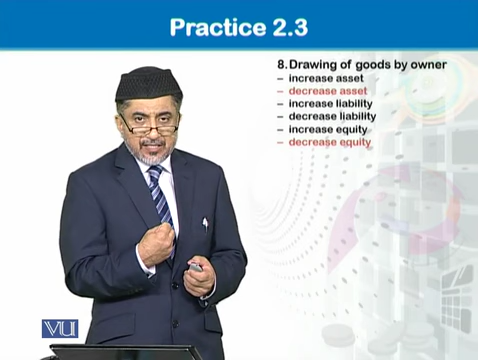 Practice 2.3
8.Drawing of goods by owner
– increase asset
– decrease asset
– increase liability
– decrease liability
– increase equity
– decrease equity
VU